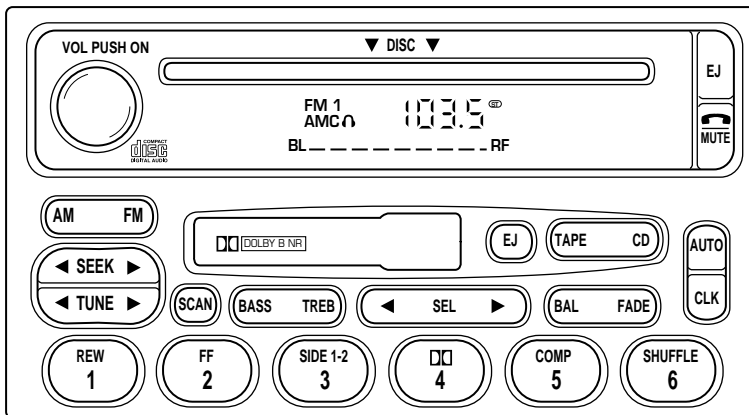 VOL PUSH ON
▼ DISC ▼
EJ
FM 1
AMC
103.5 ST
MUTE
COMPACT
disc
DIGITAL AUDIO
BL_ _ _ _ _ _ _ _ _ RF
AM FM
DOLBY B NR
EJ
TAPE CD
AUTO
◄ SEEK ►
◄ TUNE ►
SCAN
BASS TREB
◄ SEL ►
BAL FADE
CLK
REW
1
FF
2
SIDE 1-2
3
4
COMP
5
SHUFFLE
6